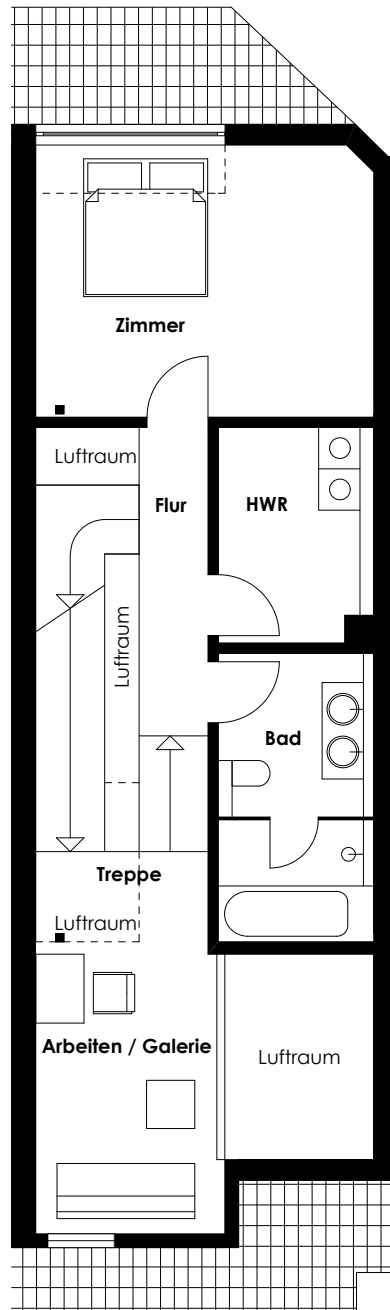 Zimmer
Luftraum
Flur
HWR
Luftraum
Bad
Treppe
Luftraum
Arbeiten / Galerie
Luftraum